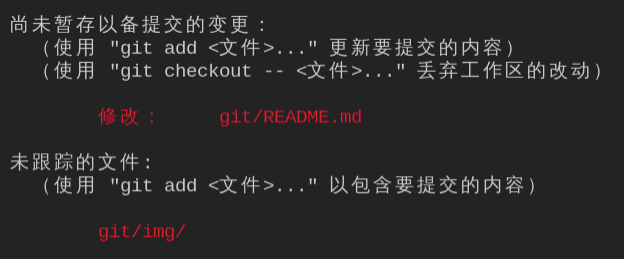 尚未暂存以备提交的变更：
（使用 "git add <文件>..." 更新要提交的内容）
（使用 "git checkout -- <文件>..." 丢弃工作区的改动）
修改： git/README.md
未跟踪的文件:
（使用 "git add <文件>..." 以包含要提交的内容）
git/img/